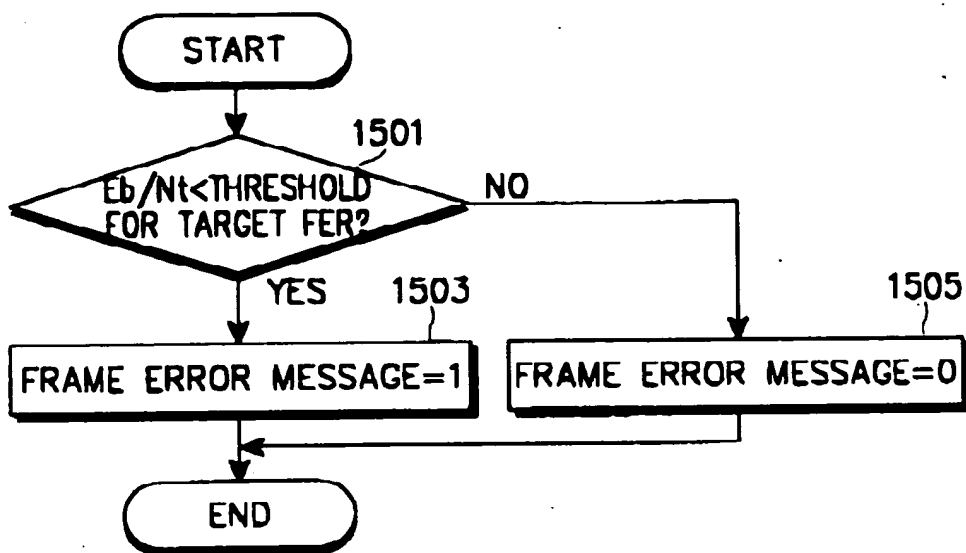 START
1501
Eb/Nt<THRESHOLD
FOR TARGET FER?
NO
YES
1503
1505
FRAME ERROR MESSAGE=1
FRAME ERROR MESSAGE=0
END